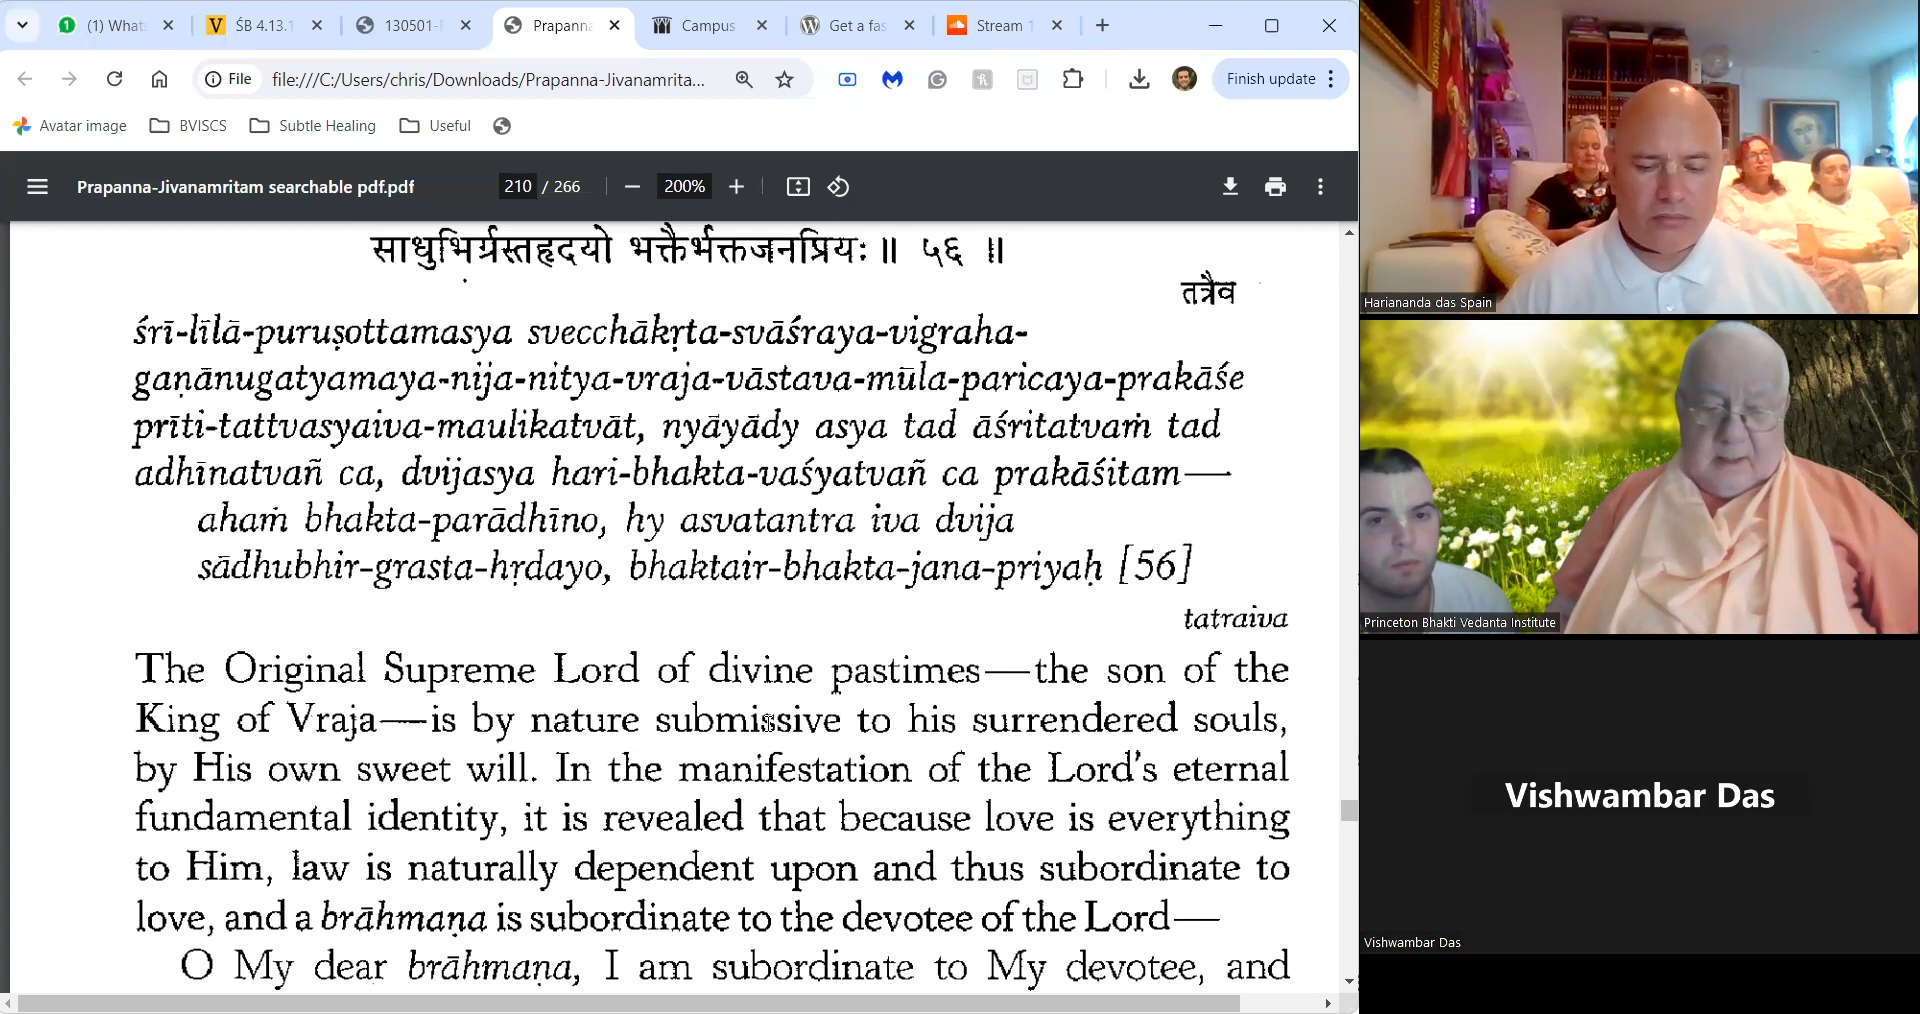 (1) Whats
ŚB 4.13.1
130501-
Prapann
Campus
Get a fas
Stream 1
File
file:///C:/Users/chris/Downloads/Prapanna-Jivanamrita...
Finish update
Avatar image
BVISCS
Subtle Healing
Useful
Prapanna-Jivanamritam searchable pdf.pdf
210 / 266
200%
साधुभिर्ग्रस्तहृदयो भक्तैर्भक्तजनप्रियः ॥ ५६ ॥
तत्रैव
śrī-līlā-puruṣottamasya svecchākṛta-svāśraya-vigraha-
gaṇānugatyamaya-nija-nitya-vraja-vāstava-mūla-paricaya-prakāśe
prīti-tattvasyaiva-maulikatvāt, nyāyādy asya tad āśritatvaṁ tad
adhīnatvañ ca, dvijasya hari-bhakta-vaśyatvañ ca prakāśitam—
ahaṁ bhakta-parādhīno, hy asvatantra iva dvija
sādhubhir-grasta-hṛdayo, bhaktair-bhakta-jana-priyaḥ [56]
tatraiva
The Original Supreme Lord of divine pastimes—the son of the
King of Vraja—is by nature submissive to his surrendered souls,
by His own sweet will. In the manifestation of the Lord's eternal
fundamental identity, it is revealed that because love is everything
to Him, law is naturally dependent upon and thus subordinate to
love, and a brāhmaṇa is subordinate to the devotee of the Lord—
O My dear brāhmaṇa, I am subordinate to My devotee, and
Hariananda das Spain
Princeton Bhakti Vedanta Institute
Vishwambar Das
Vishwambar Das